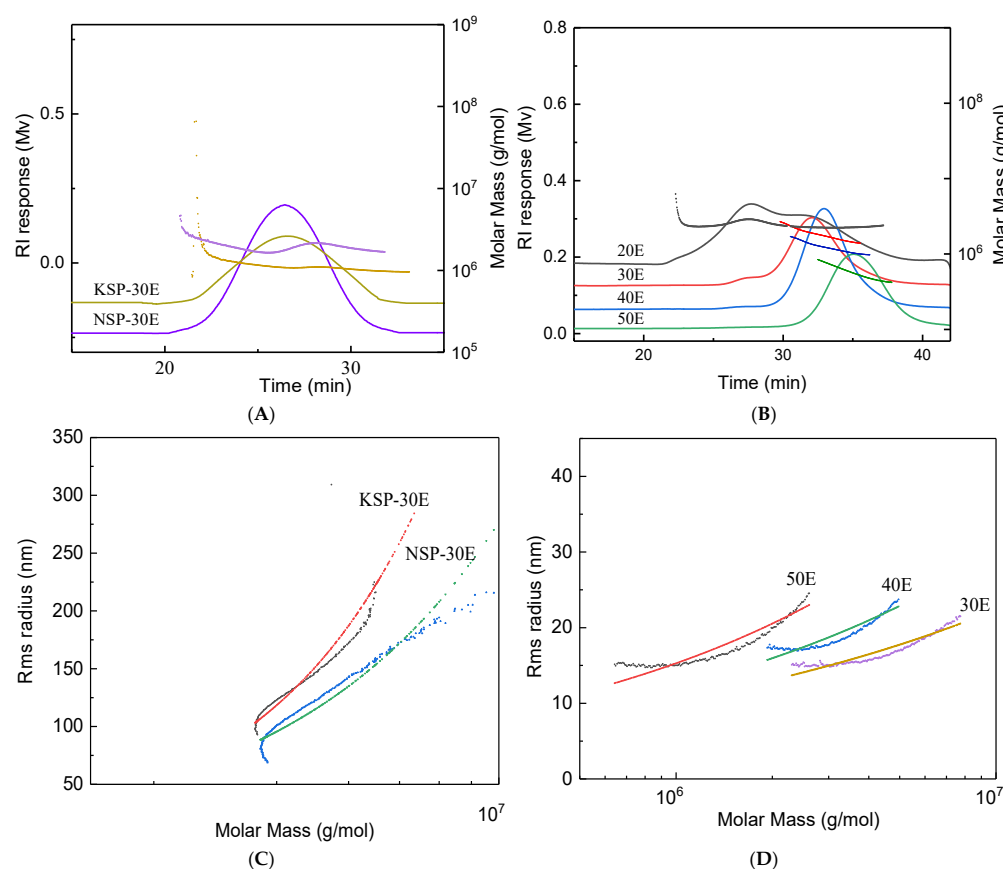 RI response (Mv)
0.5
0.0
KSP-30E
NSP-30E
20
30
Time (min)
10⁹
10⁸
10⁷
10⁶
10⁵
Molar Mass (g/mol)
(A)
RI response (Mv)
0.8
0.6
0.4
0.2
0.0
20E
30E
40E
50E
20
30
40
Time (min)
10⁸
10⁶
Molar Mass (g/mol)
(B)
Rms radius (nm)
350
300
250
200
150
100
50
KSP-30E
NSP-30E
10⁷
Molar Mass (g/mol)
(C)
Rms radius (nm)
40
30
20
10
0
50E
40E
30E
10⁶
10⁷
Molar Mass (g/mol)
(D)